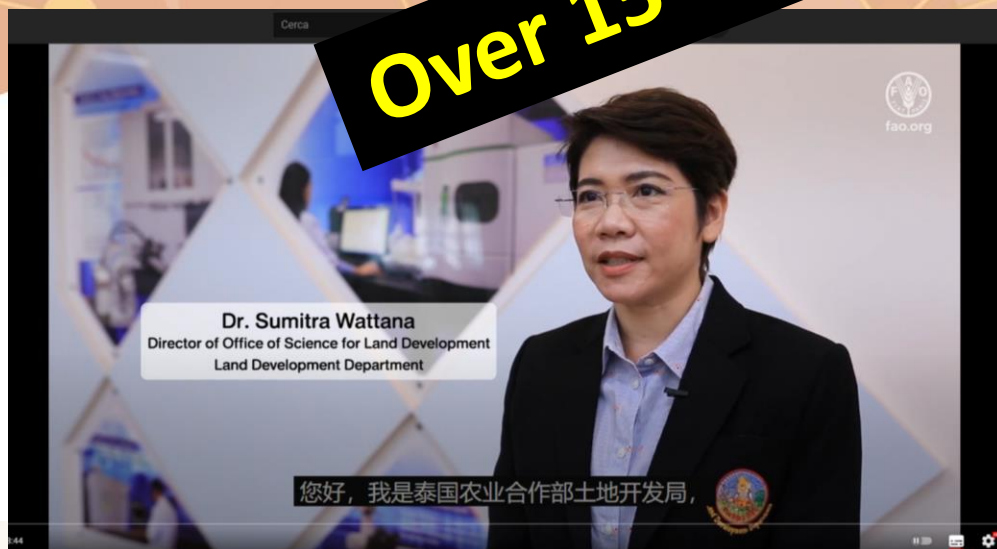 Cerca
Over 15
F A O
fao.org
Dr. Sumitra Wattana
Director of Office of Science for Land Development
Land Development Department
您好，我是泰国农业合作部土地开发局，